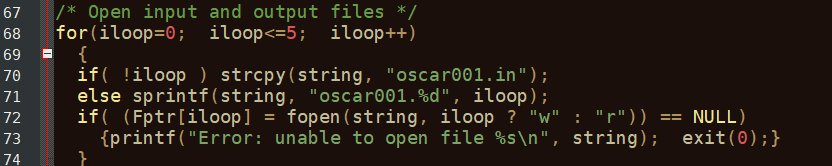 67 /* Open input and output files */
68 for(iloop=0;  iloop<=5;  iloop++)
69   {
70   if( !iloop ) strcpy(string, "oscar001.in");
71   else sprintf(string, "oscar001.%d", iloop);
72   if( (Fptr[iloop] = fopen(string, iloop ? "w" : "r")) == NULL)
73     {printf("Error: unable to open file %s\n", string);  exit(0);}
74   }